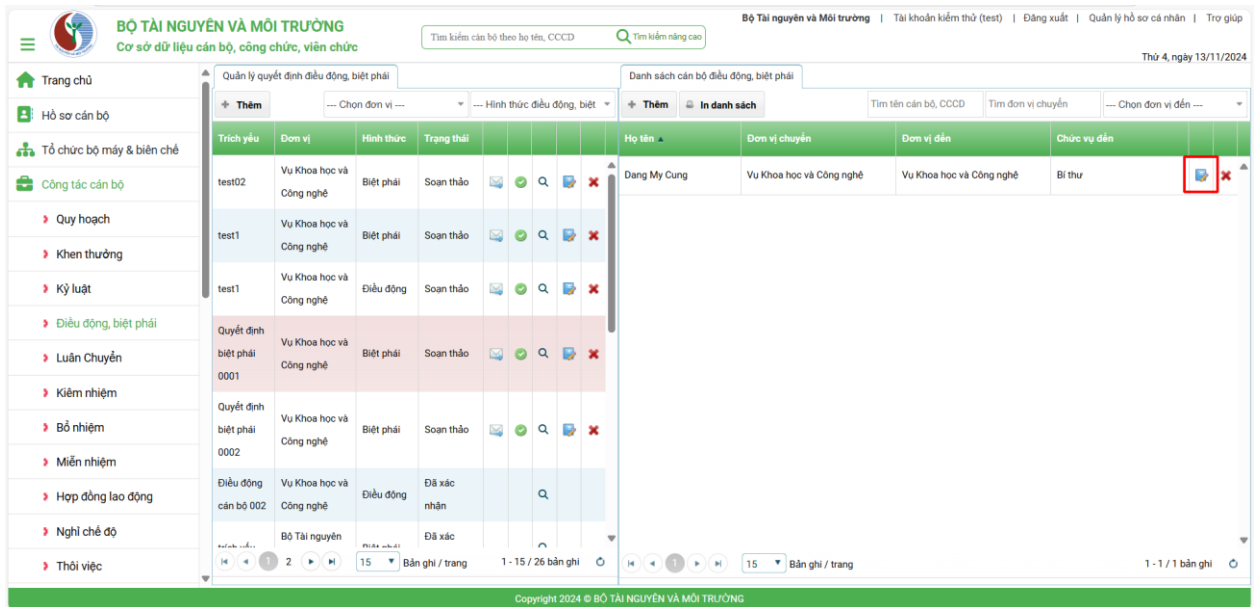 BỘ TÀI NGUYÊN VÀ MÔI TRƯỜNG
Cơ sở dữ liệu cán bộ, công chức, viên chức
Tìm kiếm cán bộ theo họ tên, CCCD
Tìm kiếm nâng cao
Bộ Tài nguyên và Môi trường | Tài khoản kiểm thử (test) | Đăng xuất | Quản lý hồ sơ cá nhân | Trợ giúp
Thứ 4, ngày 13/11/2024
Trang chủ
Hồ sơ cán bộ
Tổ chức bộ máy & biên chế
Công tác cán bộ
Quy hoạch
Khen thưởng
Kỷ luật
Điều động, biệt phái
Luân Chuyển
Kiêm nhiệm
Bổ nhiệm
Miễn nhiệm
Hợp đồng lao động
Nghỉ chế độ
Thôi việc
Quản lý quyết định điều động, biệt phái
+ Thêm
--- Chọn đơn vị ---
--- Hình thức điều động, biệt
Trích yếu Đơn vị Hình thức Trạng thái
test02 Vụ Khoa học và Công nghệ Biệt phái Soạn thảo
test1 Vụ Khoa học và Công nghệ Biệt phái Soạn thảo
test1 Vụ Khoa học và Công nghệ Điều động Soạn thảo
Quyết định biệt phái 0001 Vụ Khoa học và Công nghệ Biệt phái Soạn thảo
Quyết định biệt phái 0002 Vụ Khoa học và Công nghệ Biệt phái Soạn thảo
Điều động cán bộ 002 Vụ Khoa học và Công nghệ Điều động Đã xác nhận
Bộ Tài nguyên Đã xác
1 2 15 Bản ghi / trang 1 - 15 / 26 bản ghi
Danh sách cán bộ điều động, biệt phái
+ Thêm
In danh sách
Tìm tên cán bộ, CCCD
Tìm đơn vị chuyển
--- Chọn đơn vị đến ---
Họ tên Đơn vị chuyển Đơn vị đến Chức vụ đến
Dang My Cung Vụ Khoa học và Công nghệ Vụ Khoa học và Công nghệ Bí thư
1 15 Bản ghi / trang 1 - 1 / 1 bản ghi
Copyright 2024 © BỘ TÀI NGUYÊN VÀ MÔI TRƯỜNG